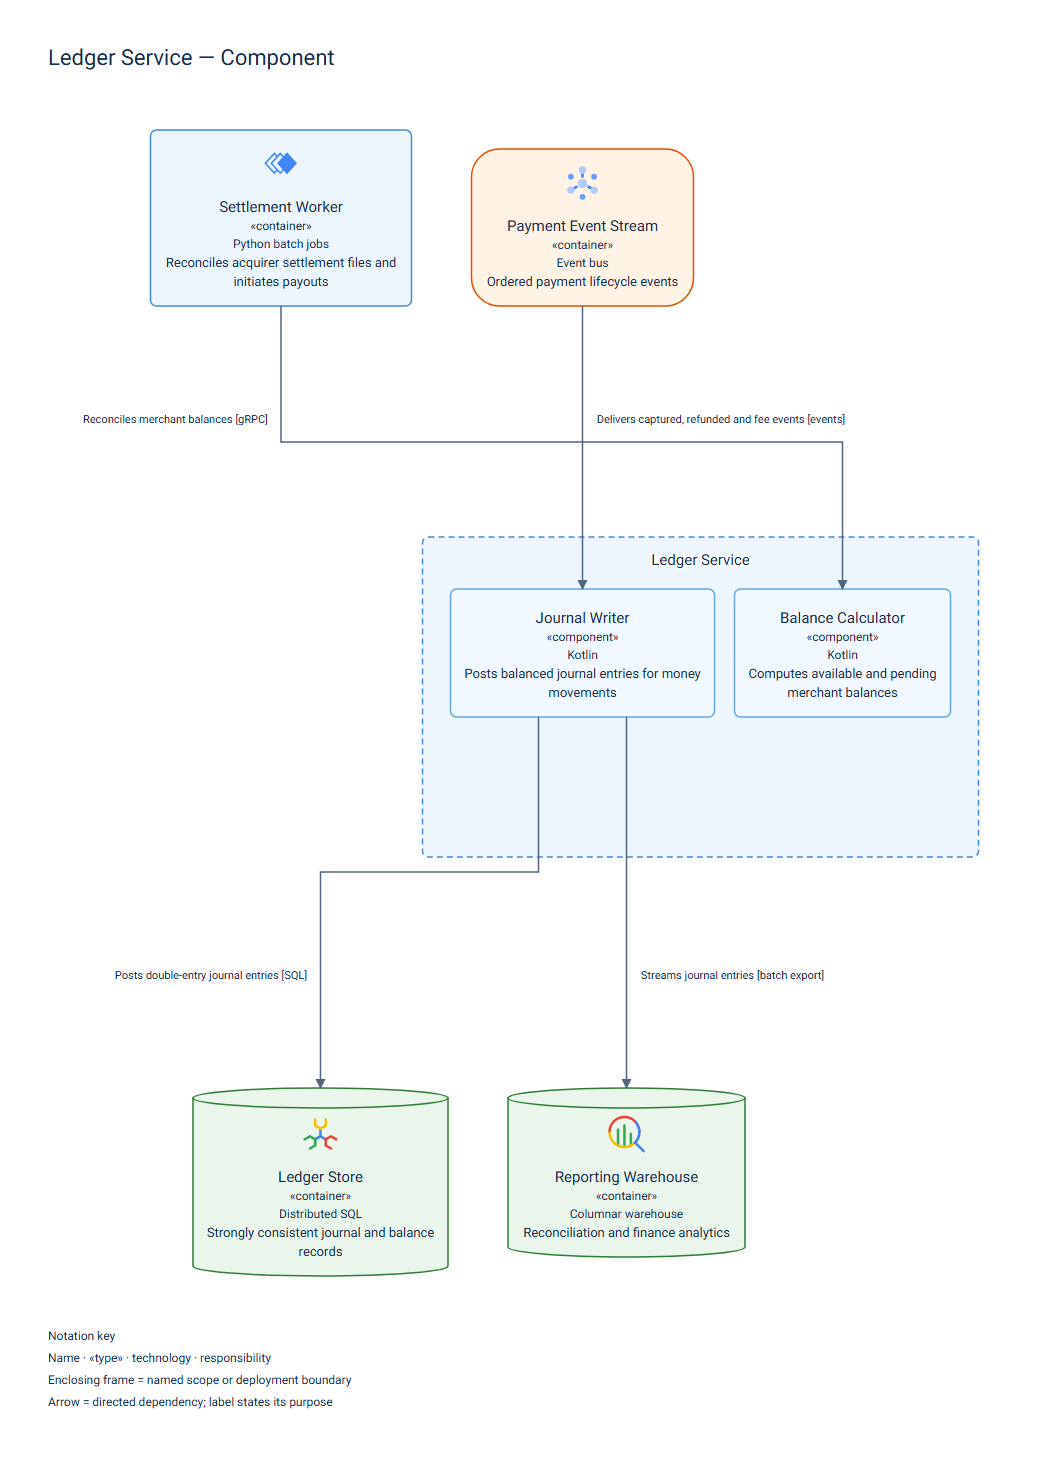 Ledger Service — Component
Settlement Worker
«container»
Python batch jobs
Reconciles acquirer settlement files and
initiates payouts
Payment Event Stream
«container»
Event bus
Ordered payment lifecycle events
Reconciles merchant balances [gRPC]
Delivers captured, refunded and fee events [events]
Ledger Service
Journal Writer
«component»
Kotlin
Posts balanced journal entries for money
movements
Balance Calculator
«component»
Kotlin
Computes available and pending
merchant balances
Posts double-entry journal entries [SQL]
Streams journal entries [batch export]
Ledger Store
«container»
Distributed SQL
Strongly consistent journal and balance
records
Reporting Warehouse
«container»
Columnar warehouse
Reconciliation and finance analytics
Notation key
Name · «type» · technology · responsibility
Enclosing frame = named scope or deployment boundary
Arrow = directed dependency; label states its purpose